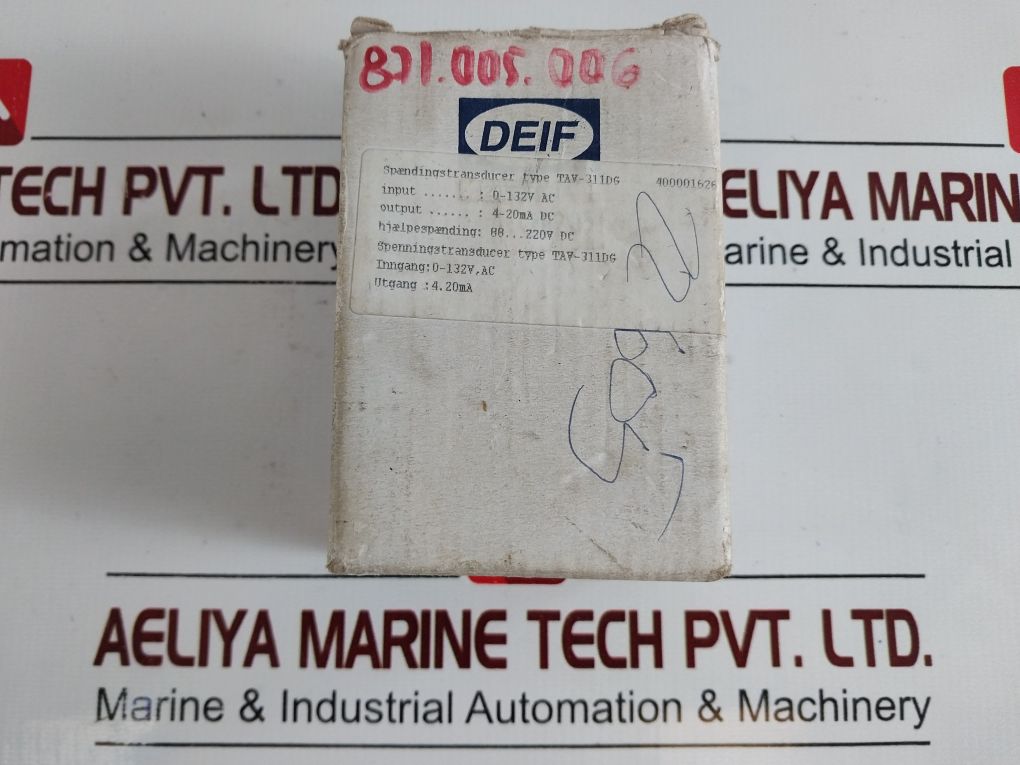 871.005.006
DEIF
Spændingstransducer type TAV-311DG 400001626
input ....... : 0-132V AC
output ...... : 4-20mA DC
hjælpespænding: 88...220V DC
Spenningstransducer type TAV-311DG
Inngang:0-132V,AC
Utgang :4.20mA
TECH PVT. LTD
mation & Machinery
ELIYA MARIN
arine & Industrial
AELIYA MARINE TECH PVT. LTD.
Marine & Industrial Automation & Machinery